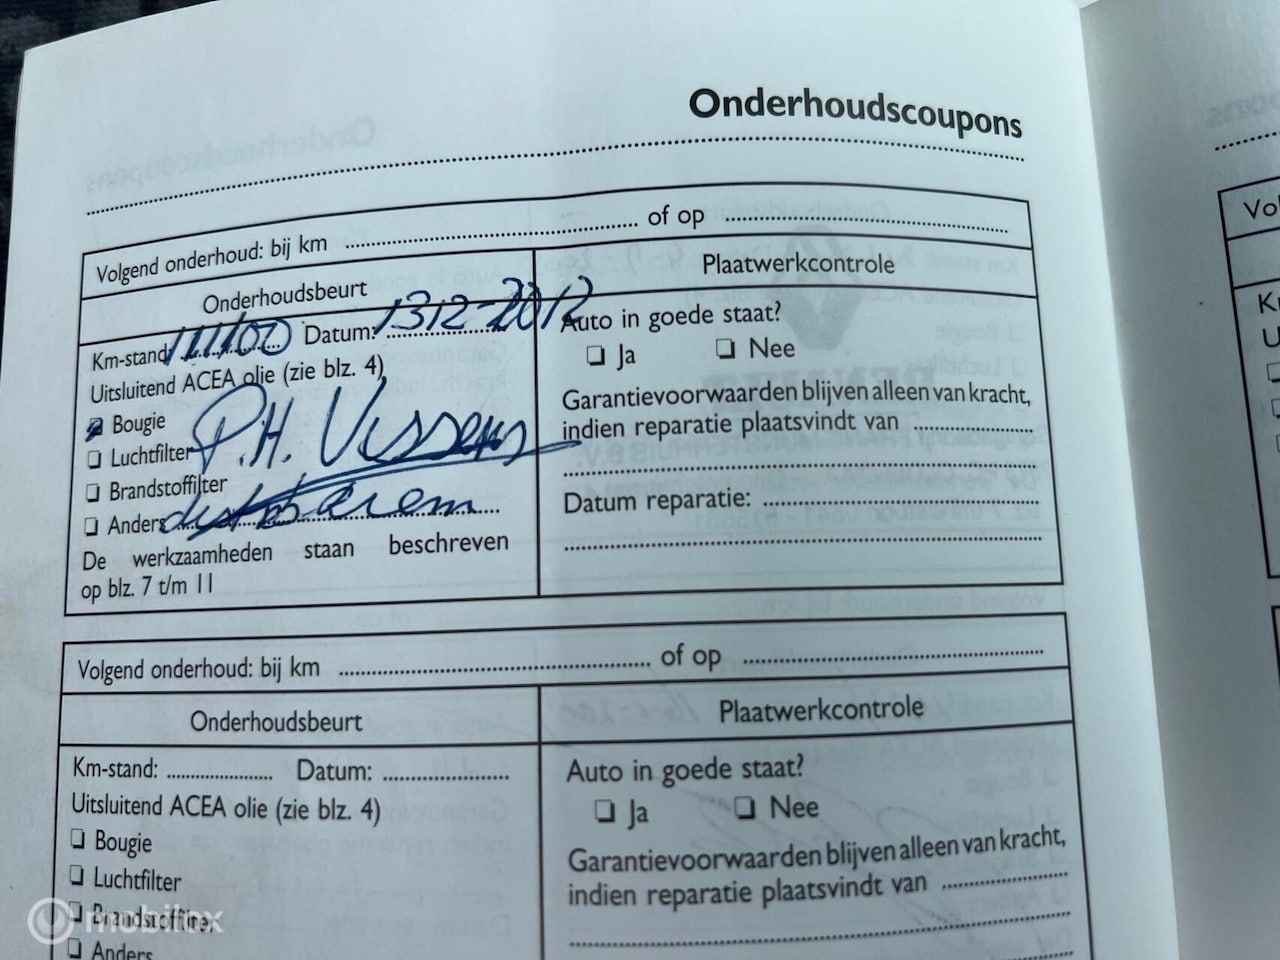 Onderhoudscoupons
Volgend onderhoud: bij km of op
Onderhoudsbeurt
Km-stand: 111100 Datum: 1312-2012
Uitsluitend ACEA olie (zie blz. 4)
Bougie
Luchtfilter
Brandstoffilter
Anders
P.H. Vissers
De werkzaamheden staan beschreven
op blz. 7 t/m 11
Plaatwerkcontrole
Auto in goede staat?
Ja Nee
Garantievoorwaarden blijven alleen van kracht,
indien reparatie plaatsvindt van
Datum reparatie:
Volgend onderhoud: bij km of op
Onderhoudsbeurt
Km-stand: Datum:
Uitsluitend ACEA olie (zie blz. 4)
Bougie
Luchtfilter
Brandstoffilter
Anders
Plaatwerkcontrole
Auto in goede staat?
Ja Nee
Garantievoorwaarden blijven alleen van kracht,
indien reparatie plaatsvindt van
mobilox